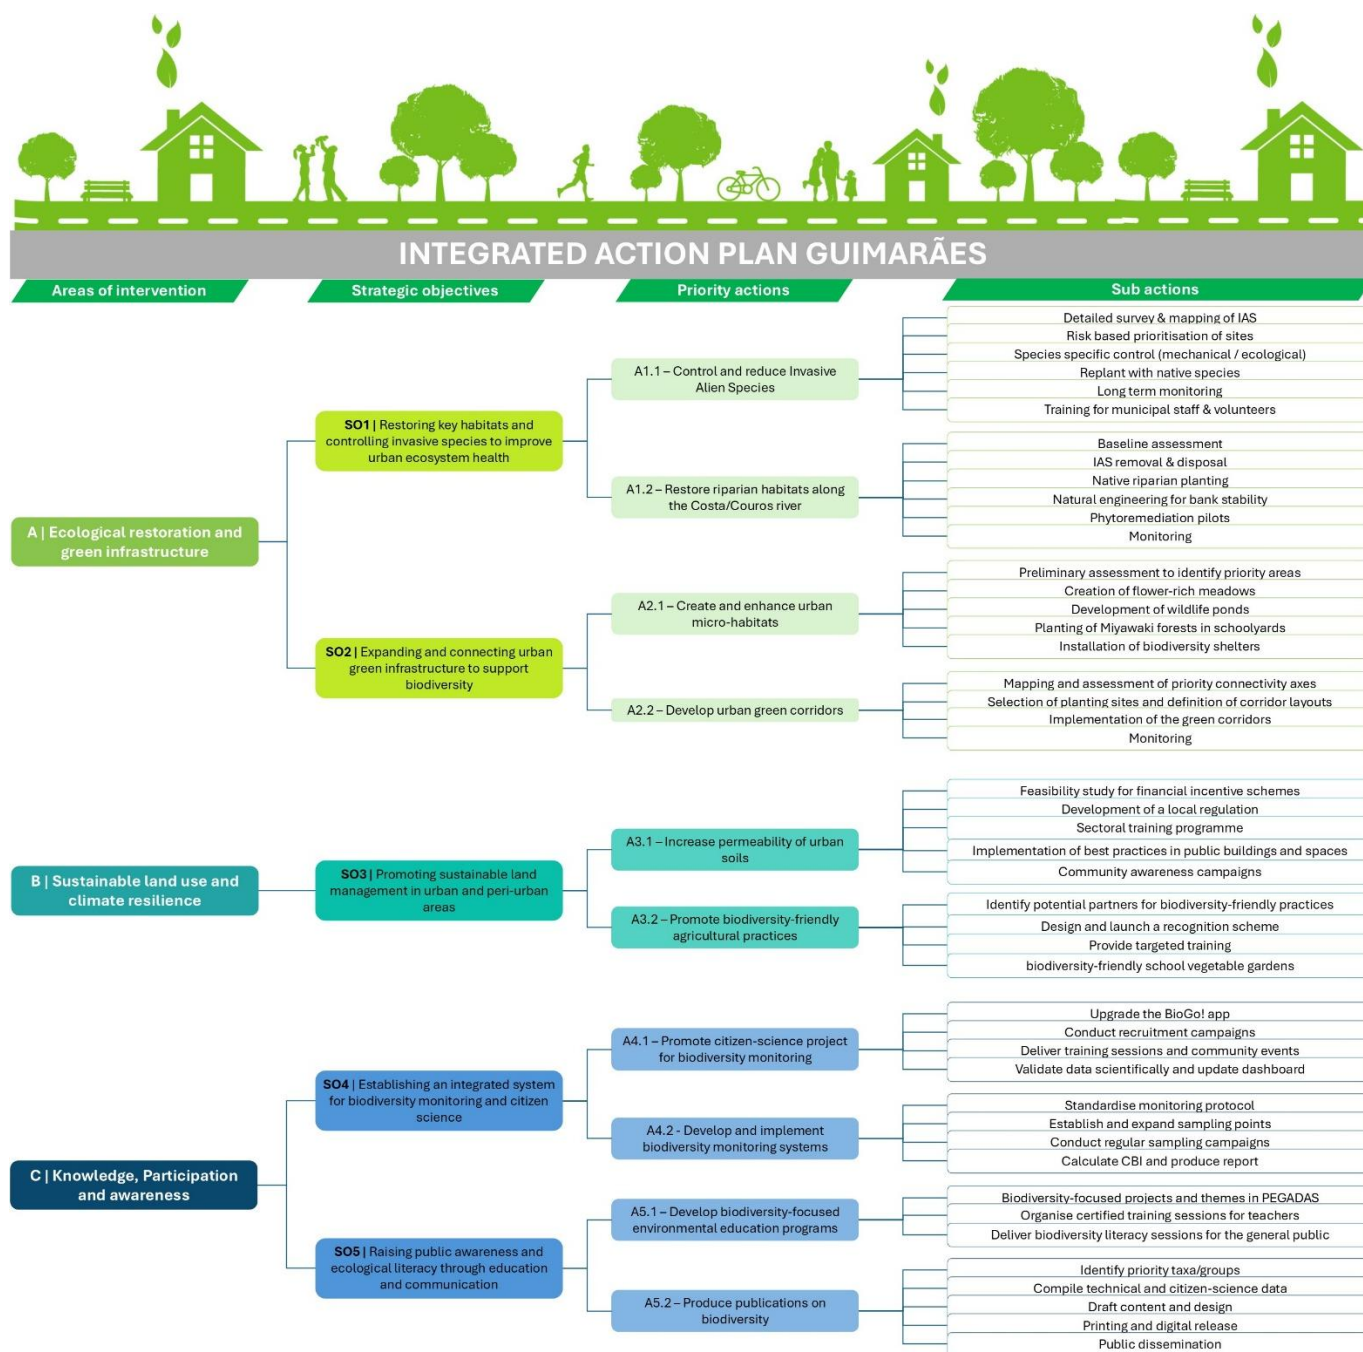 INTEGRATED ACTION PLAN GUIMARÃES
Areas of intervention
Strategic objectives
Priority actions
Sub actions
A | Ecological restoration and
green infrastructure
SO1 | Restoring key habitats and
controlling invasive species to improve
urban ecosystem health
A1.1 – Control and reduce Invasive
Alien Species
Detailed survey & mapping of IAS
Risk based prioritisation of sites
Species specific control (mechanical / ecological)
Replant with native species
Long term monitoring
Training for municipal staff & volunteers
A1.2 – Restore riparian habitats along
the Costa/Couros river
Baseline assessment
IAS removal & disposal
Native riparian planting
Natural engineering for bank stability
Phytoremediation pilots
Monitoring
SO2 | Expanding and connecting urban
green infrastructure to support
biodiversity
A2.1 – Create and enhance urban
micro-habitats
Preliminary assessment to identify priority areas
Creation of flower-rich meadows
Development of wildlife ponds
Planting of Miyawaki forests in schoolyards
Installation of biodiversity shelters
A2.2 – Develop urban green corridors
Mapping and assessment of priority connectivity axes
Selection of planting sites and definition of corridor layouts
Implementation of the green corridors
Monitoring
B | Sustainable land use and
climate resilience
SO3 | Promoting sustainable land
management in urban and peri-urban
areas
A3.1 – Increase permeability of urban
soils
Feasibility study for financial incentive schemes
Development of a local regulation
Sectoral training programme
Implementation of best practices in public buildings and spaces
Community awareness campaigns
A3.2 – Promote biodiversity-friendly
agricultural practices
Identify potential partners for biodiversity-friendly practices
Design and launch a recognition scheme
Provide targeted training
biodiversity-friendly school vegetable gardens
C | Knowledge, Participation
and awareness
SO4 | Establishing an integrated system
for biodiversity monitoring and citizen
science
A4.1 – Promote citizen-science project
for biodiversity monitoring
Upgrade the BioGo! app
Conduct recruitment campaigns
Deliver training sessions and community events
Validate data scientifically and update dashboard
A4.2 - Develop and implement
biodiversity monitoring systems
Standardise monitoring protocol
Establish and expand sampling points
Conduct regular sampling campaigns
Calculate CBI and produce report
SO5 | Raising public awareness and
ecological literacy through education
and communication
A5.1 – Develop biodiversity-focused
environmental education programs
Biodiversity-focused projects and themes in PEGADAS
Organise certified training sessions for teachers
Deliver biodiversity literacy sessions for the general public
A5.2 – Produce publications on
biodiversity
Identify priority taxa/groups
Compile technical and citizen-science data
Draft content and design
Printing and digital release
Public dissemination